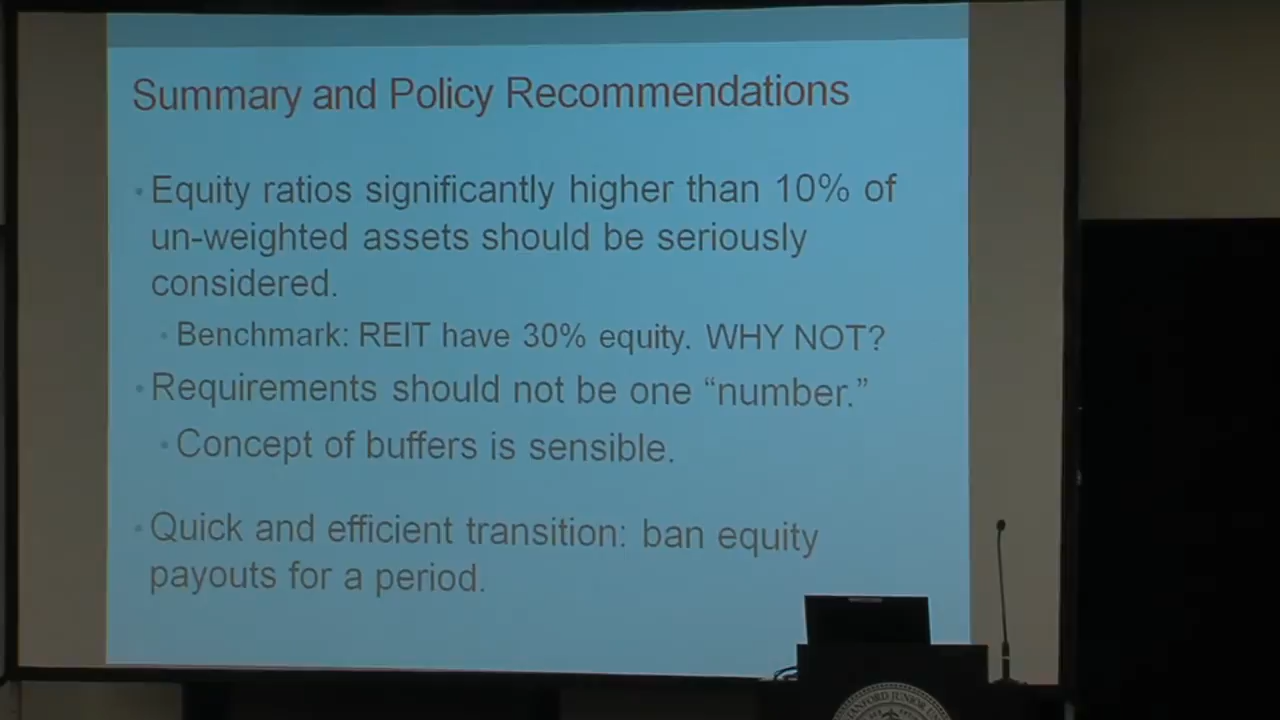 Summary and Policy Recommendations
• Equity ratios significantly higher than 10% of
un-weighted assets should be seriously
considered.
• Benchmark: REIT have 30% equity. WHY NOT?
• Requirements should not be one “number.”
• Concept of buffers is sensible.
• Quick and efficient transition: ban equity
payouts for a period.
JUNIOR